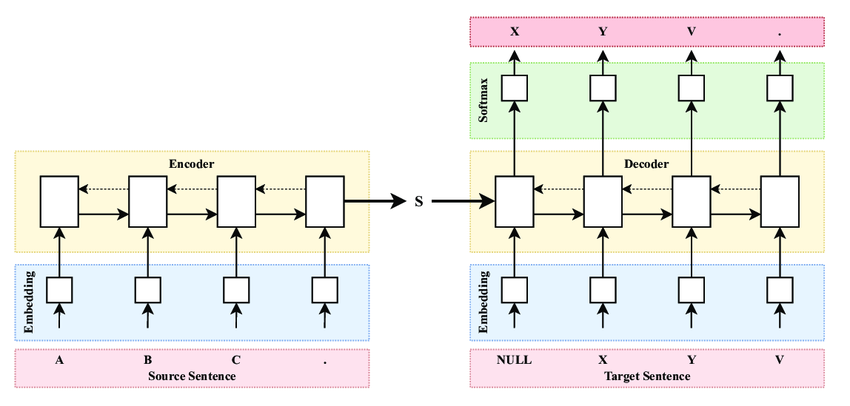 X Y V .
Softmax
Encoder
Decoder
S
Embedding
Embedding
A B C .
Source Sentence
NULL X Y V
Target Sentence